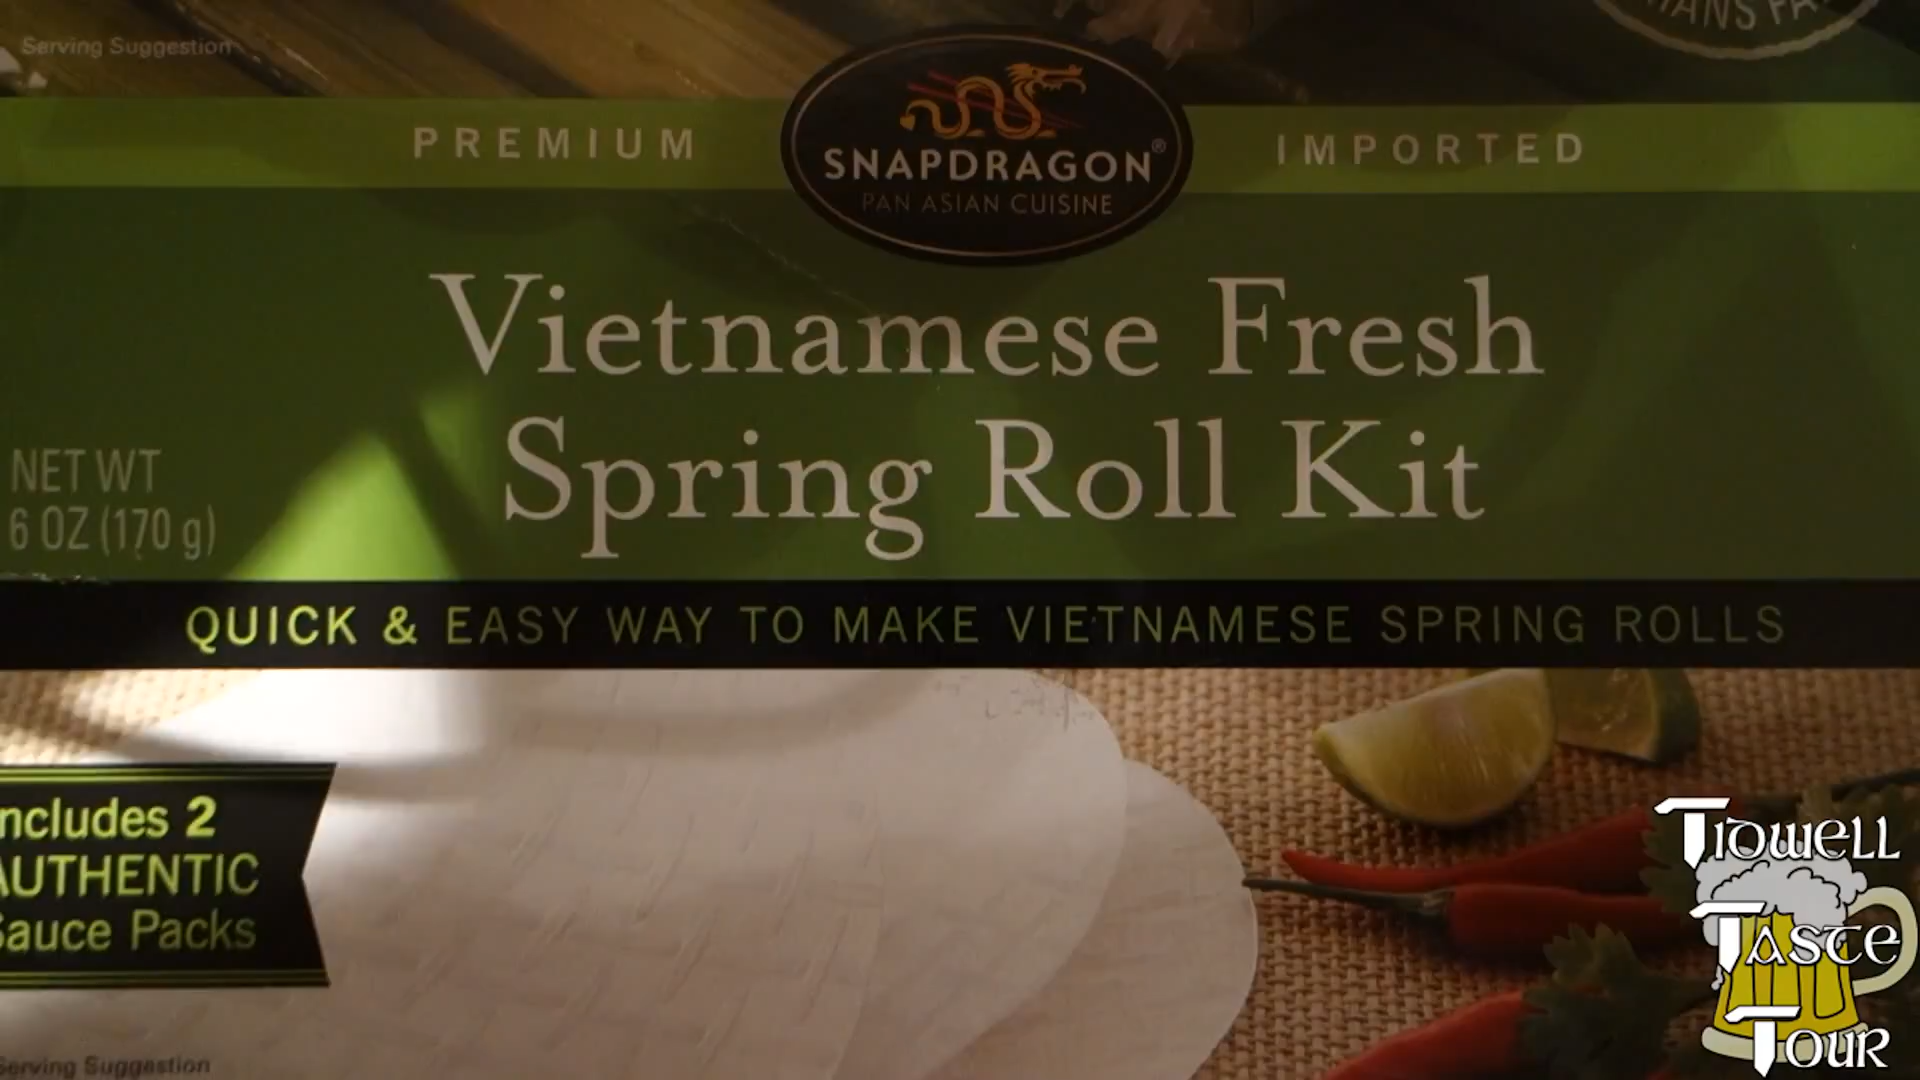 Serving Suggestion
PREMIUM
SNAPDRAGON®
PAN ASIAN CUISINE
IMPORTED
Vietnamese Fresh
Spring Roll Kit
NET WT
6 OZ (170 g)
QUICK & EASY WAY TO MAKE VIETNAMESE SPRING ROLLS
ncludes 2
AUTHENTIC
Sauce Packs
Serving Suggestion
TIDWELL
TASTE
TOUR